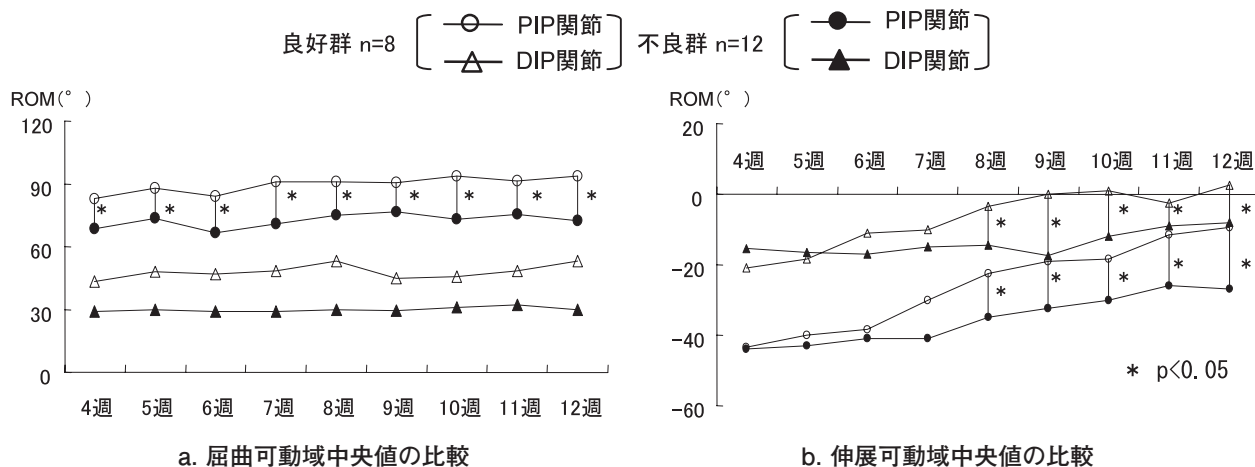 良好群 n=8
PIP関節
DIP関節
不良群 n=12
PIP関節
DIP関節
ROM(°)
120
90
60
30
0
* * * * * * * * *
4週 5週 6週 7週 8週 9週 10週 11週 12週
a. 屈曲可動域中央値の比較
ROM(°)
20
0
-20
-40
-60
4週 5週 6週 7週 8週 9週 10週 11週 12週
* * * * *
* * * * *
* p<0.05
b. 伸展可動域中央値の比較